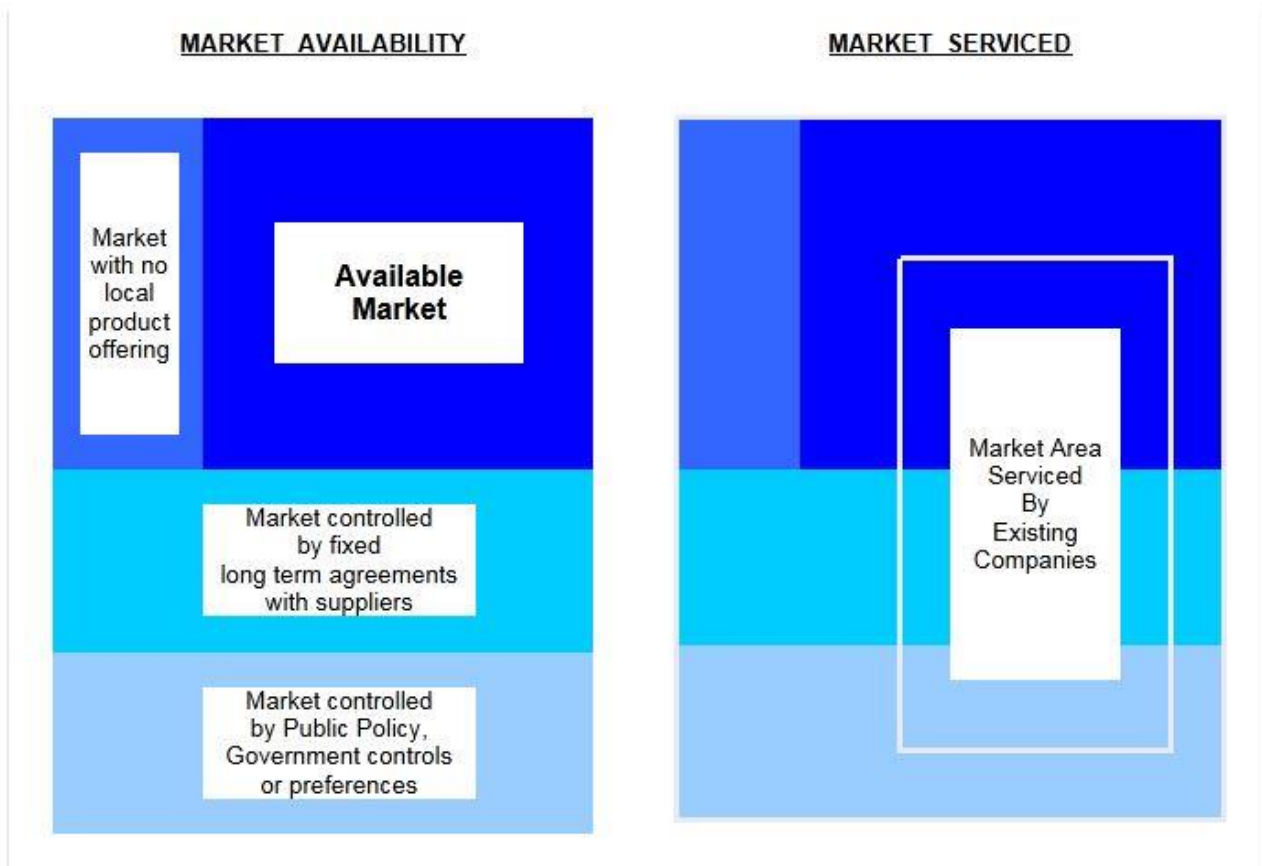 MARKET AVAILABILITY
MARKET SERVICED
Market
with no
local
product
offering
Available
Market
Market controlled
by fixed
long term agreements
with suppliers
Market controlled
by Public Policy,
Government controls
or preferences
Market Area
Serviced
By
Existing
Companies